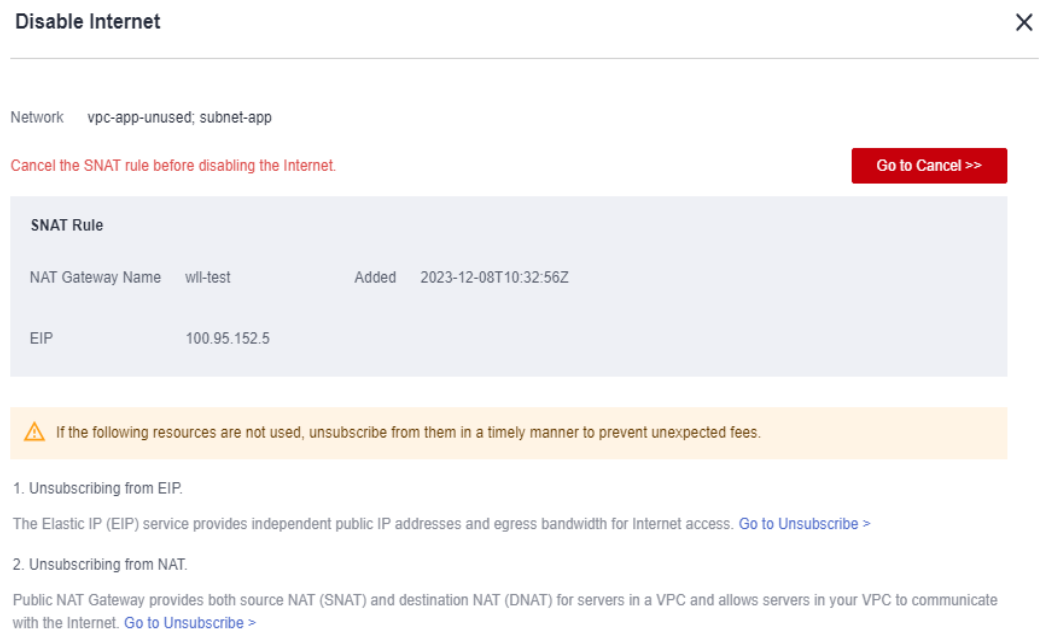 Disable Internet
Network vpc-app-unused; subnet-app
Cancel the SNAT rule before disabling the Internet.
Go to Cancel >>
SNAT Rule
NAT Gateway Name wll-test Added 2023-12-08T10:32:56Z
EIP 100.95.152.5
If the following resources are not used, unsubscribe from them in a timely manner to prevent unexpected fees.
1. Unsubscribing from EIP.
The Elastic IP (EIP) service provides independent public IP addresses and egress bandwidth for Internet access. Go to Unsubscribe >
2. Unsubscribing from NAT.
Public NAT Gateway provides both source NAT (SNAT) and destination NAT (DNAT) for servers in a VPC and allows servers in your VPC to communicate
with the Internet. Go to Unsubscribe >